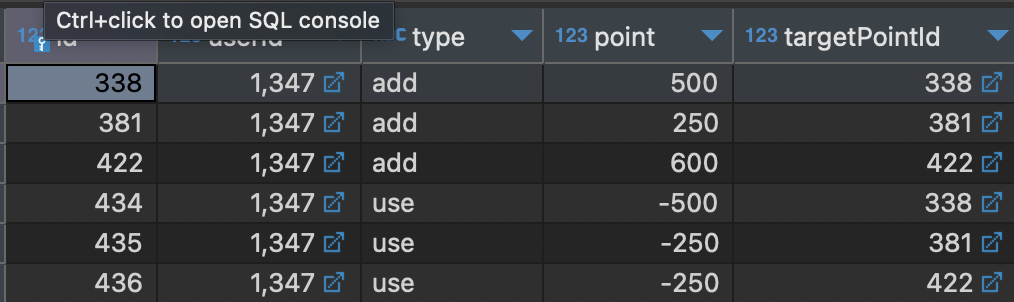 Ctrl+click to open SQL console
123 id 123 userId ABC type 123 point 123 targetPointId
338 1,347 add 500 338
381 1,347 add 250 381
422 1,347 add 600 422
434 1,347 use -500 338
435 1,347 use -250 381
436 1,347 use -250 422